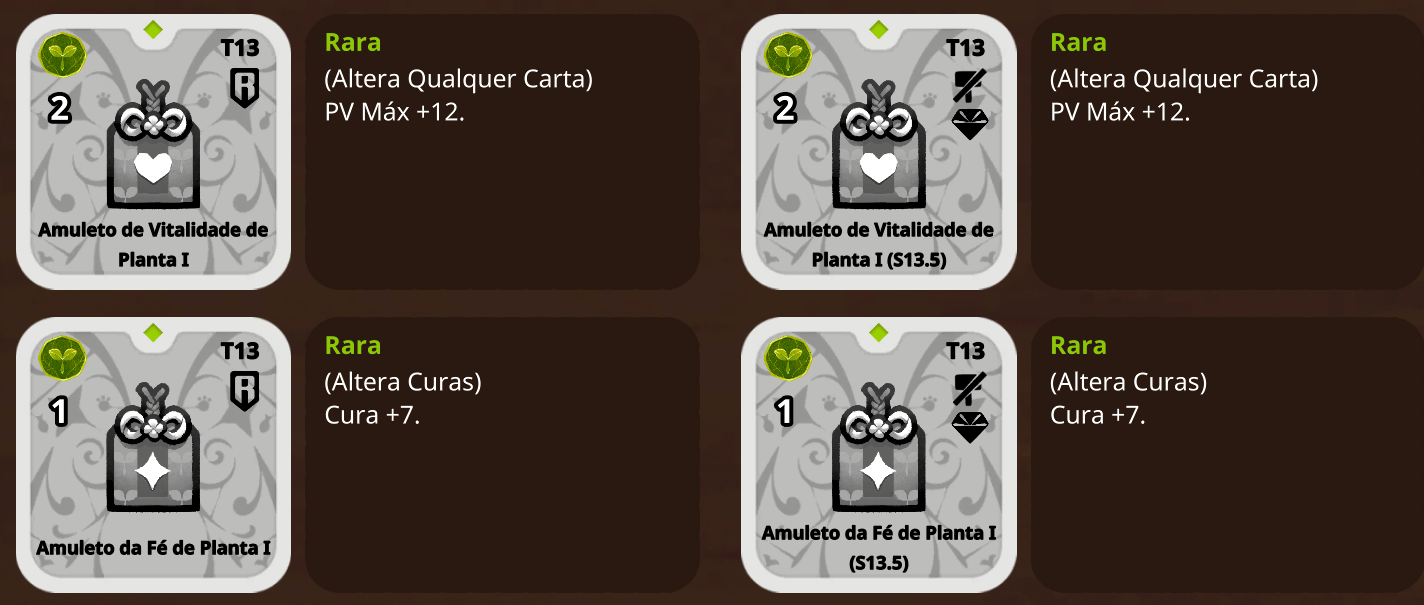 T13
R
2
Amuleto de Vitalidade de
Planta I
Rara
(Altera Qualquer Carta)
PV Máx +12.
T13
2
Amuleto de Vitalidade de
Planta I (S13.5)
Rara
(Altera Qualquer Carta)
PV Máx +12.
T13
R
1
Amuleto da Fé de Planta I
Rara
(Altera Curas)
Cura +7.
T13
1
Amuleto da Fé de Planta I
(S13.5)
Rara
(Altera Curas)
Cura +7.